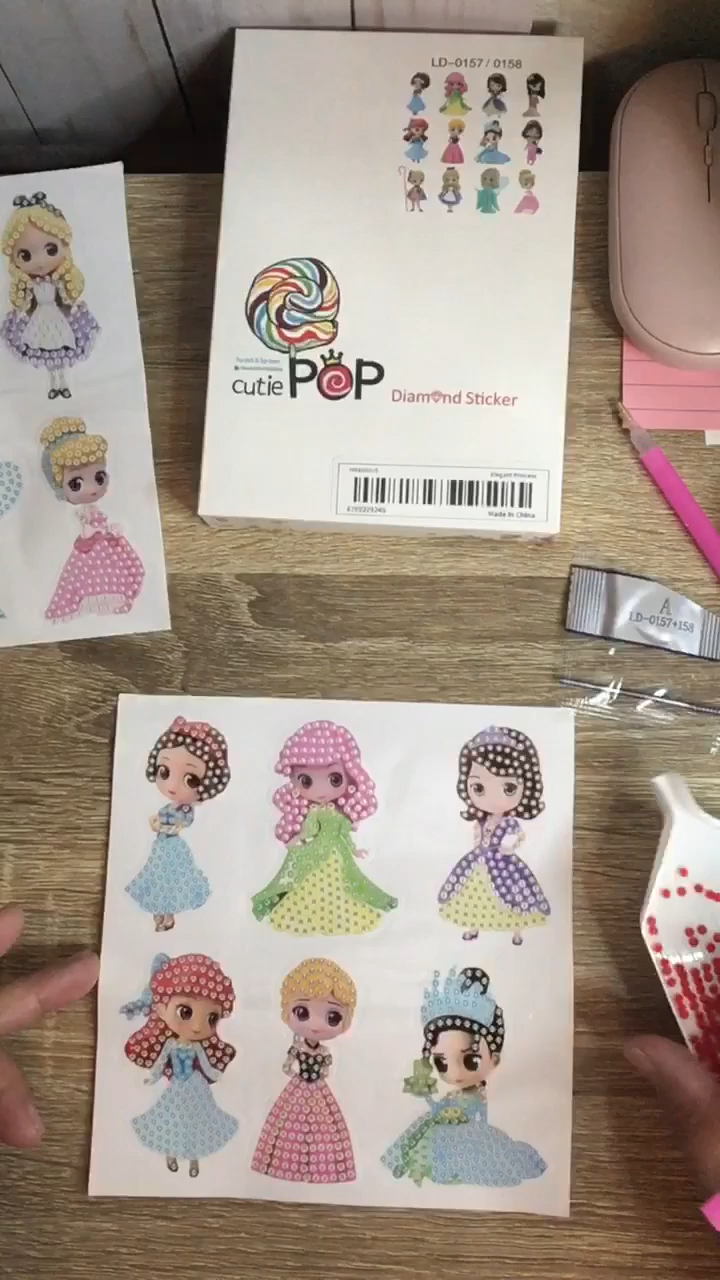 LD-0157 / 0158
cutie POP
Diamond Sticker
Elegant Princess
Made In China
A
LD-0157+158